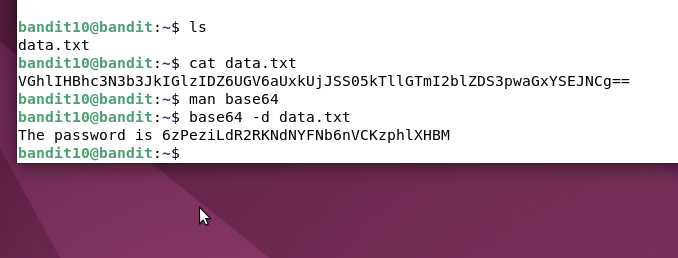 bandit10@bandit:~$ ls
data.txt
bandit10@bandit:~$ cat data.txt
VGhlIHBhc3N3b3JkIGlzIDZ6UGV6aUxkUjJSS05kTllGTmI2blZDS3pwaGxYSEJNCg==
bandit10@bandit:~$ man base64
bandit10@bandit:~$ base64 -d data.txt
The password is 6zPeziLdR2RKNdNYFNb6nVCKzphlXHBM
bandit10@bandit:~$